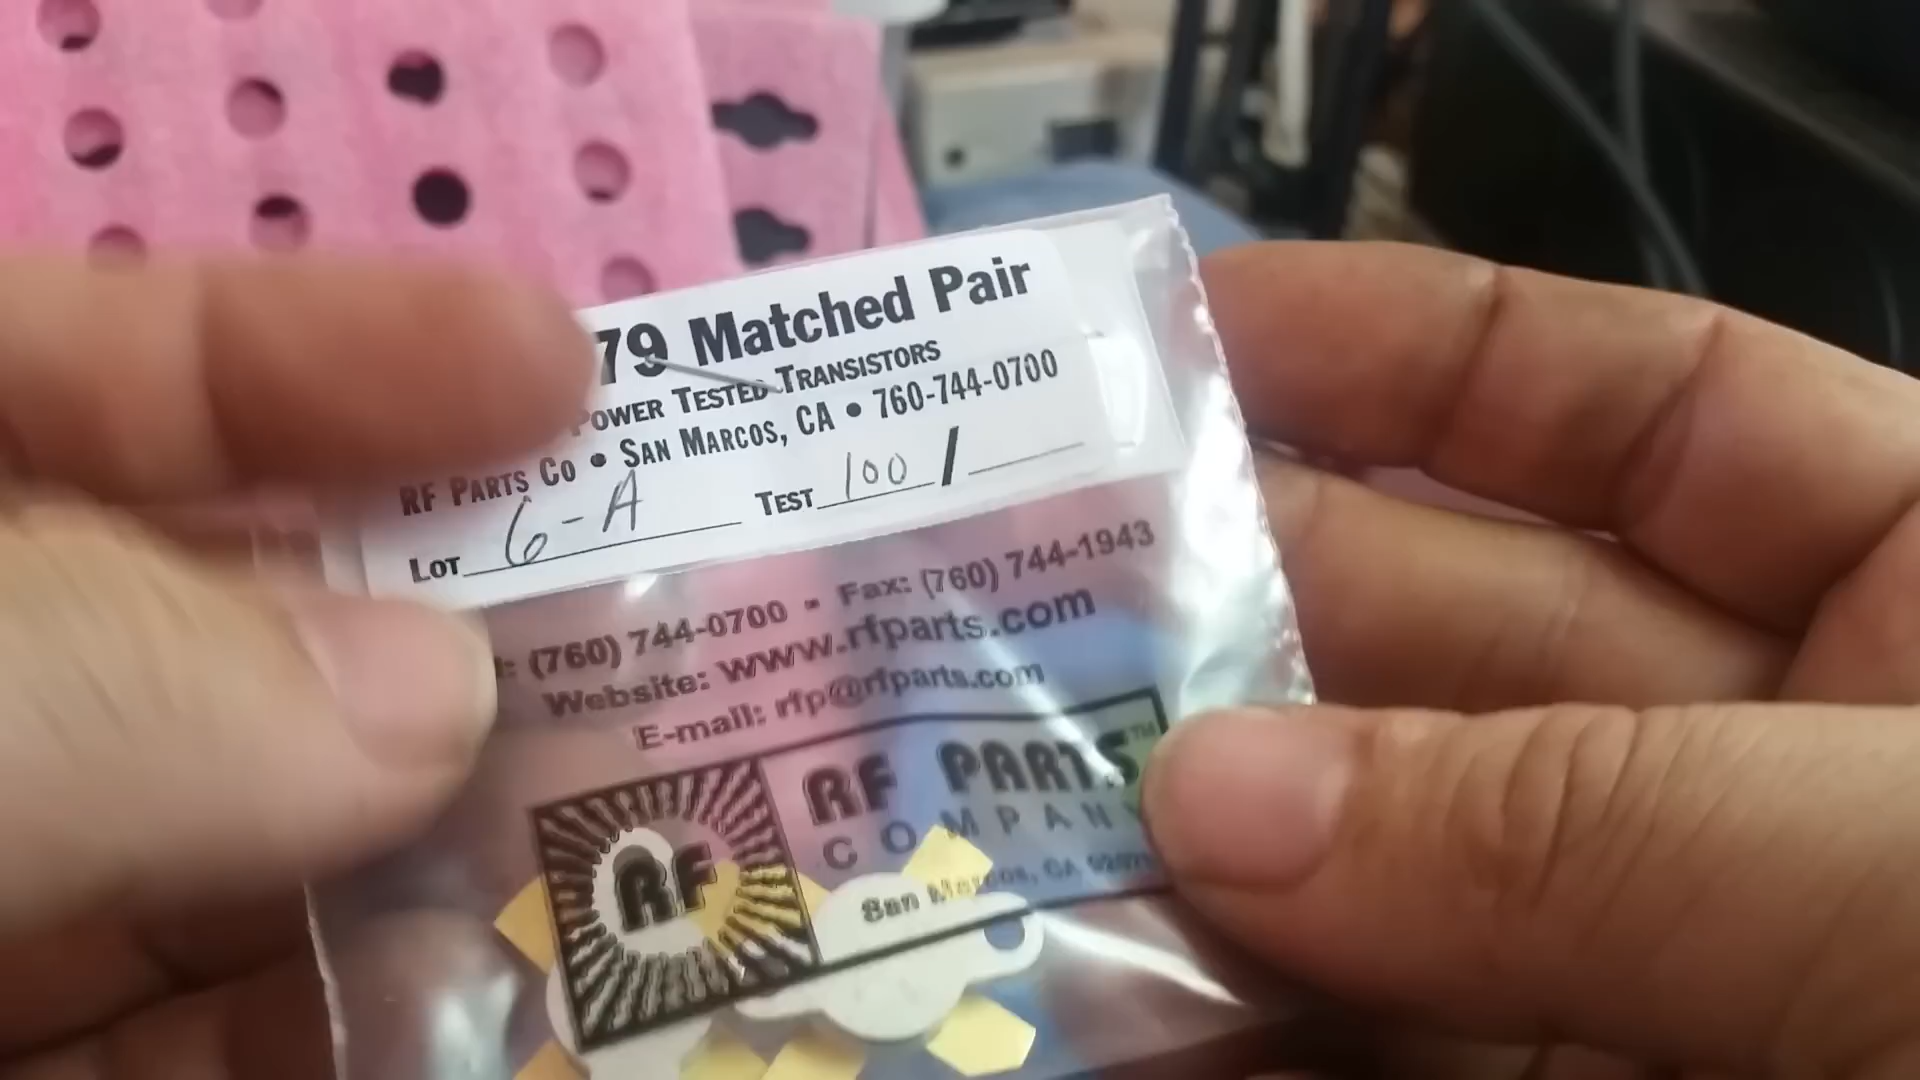 79 Matched Pair
POWER TESTED TRANSISTORS
RF PARTS CO • SAN MARCOS, CA • 760-744-0700
LOT 6-A TEST 100 /
: (760) 744-0700 - Fax: (760) 744-1943
Website: www.rfparts.com
E-mail: rfp@rfparts.com
RF
RF PARTS™
COMPANY
San Marcos, CA